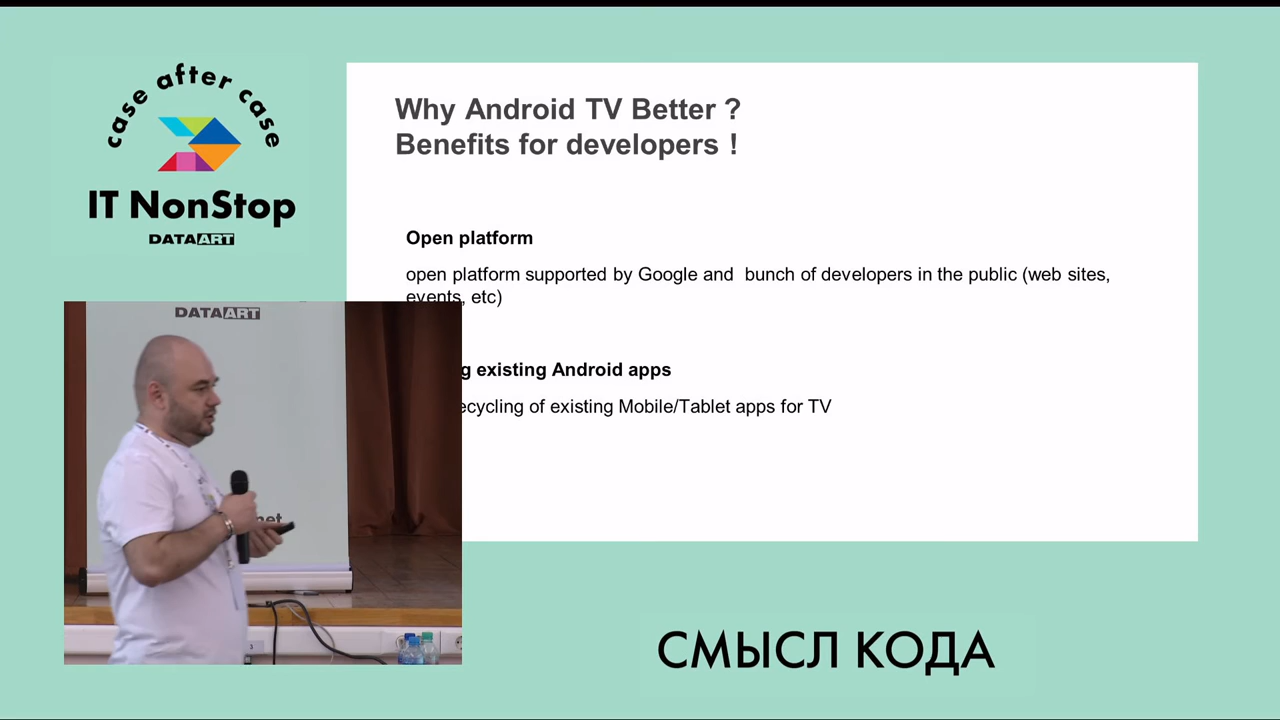 case after case
IT NonStop
DATAART
Why Android TV Better ?
Benefits for developers !
Open platform
open platform supported by Google and bunch of developers in the public (web sites,
events, etc)
existing Android apps
of existing Mobile/Tablet apps for TV
DATAART
СМЫСЛ КОДА